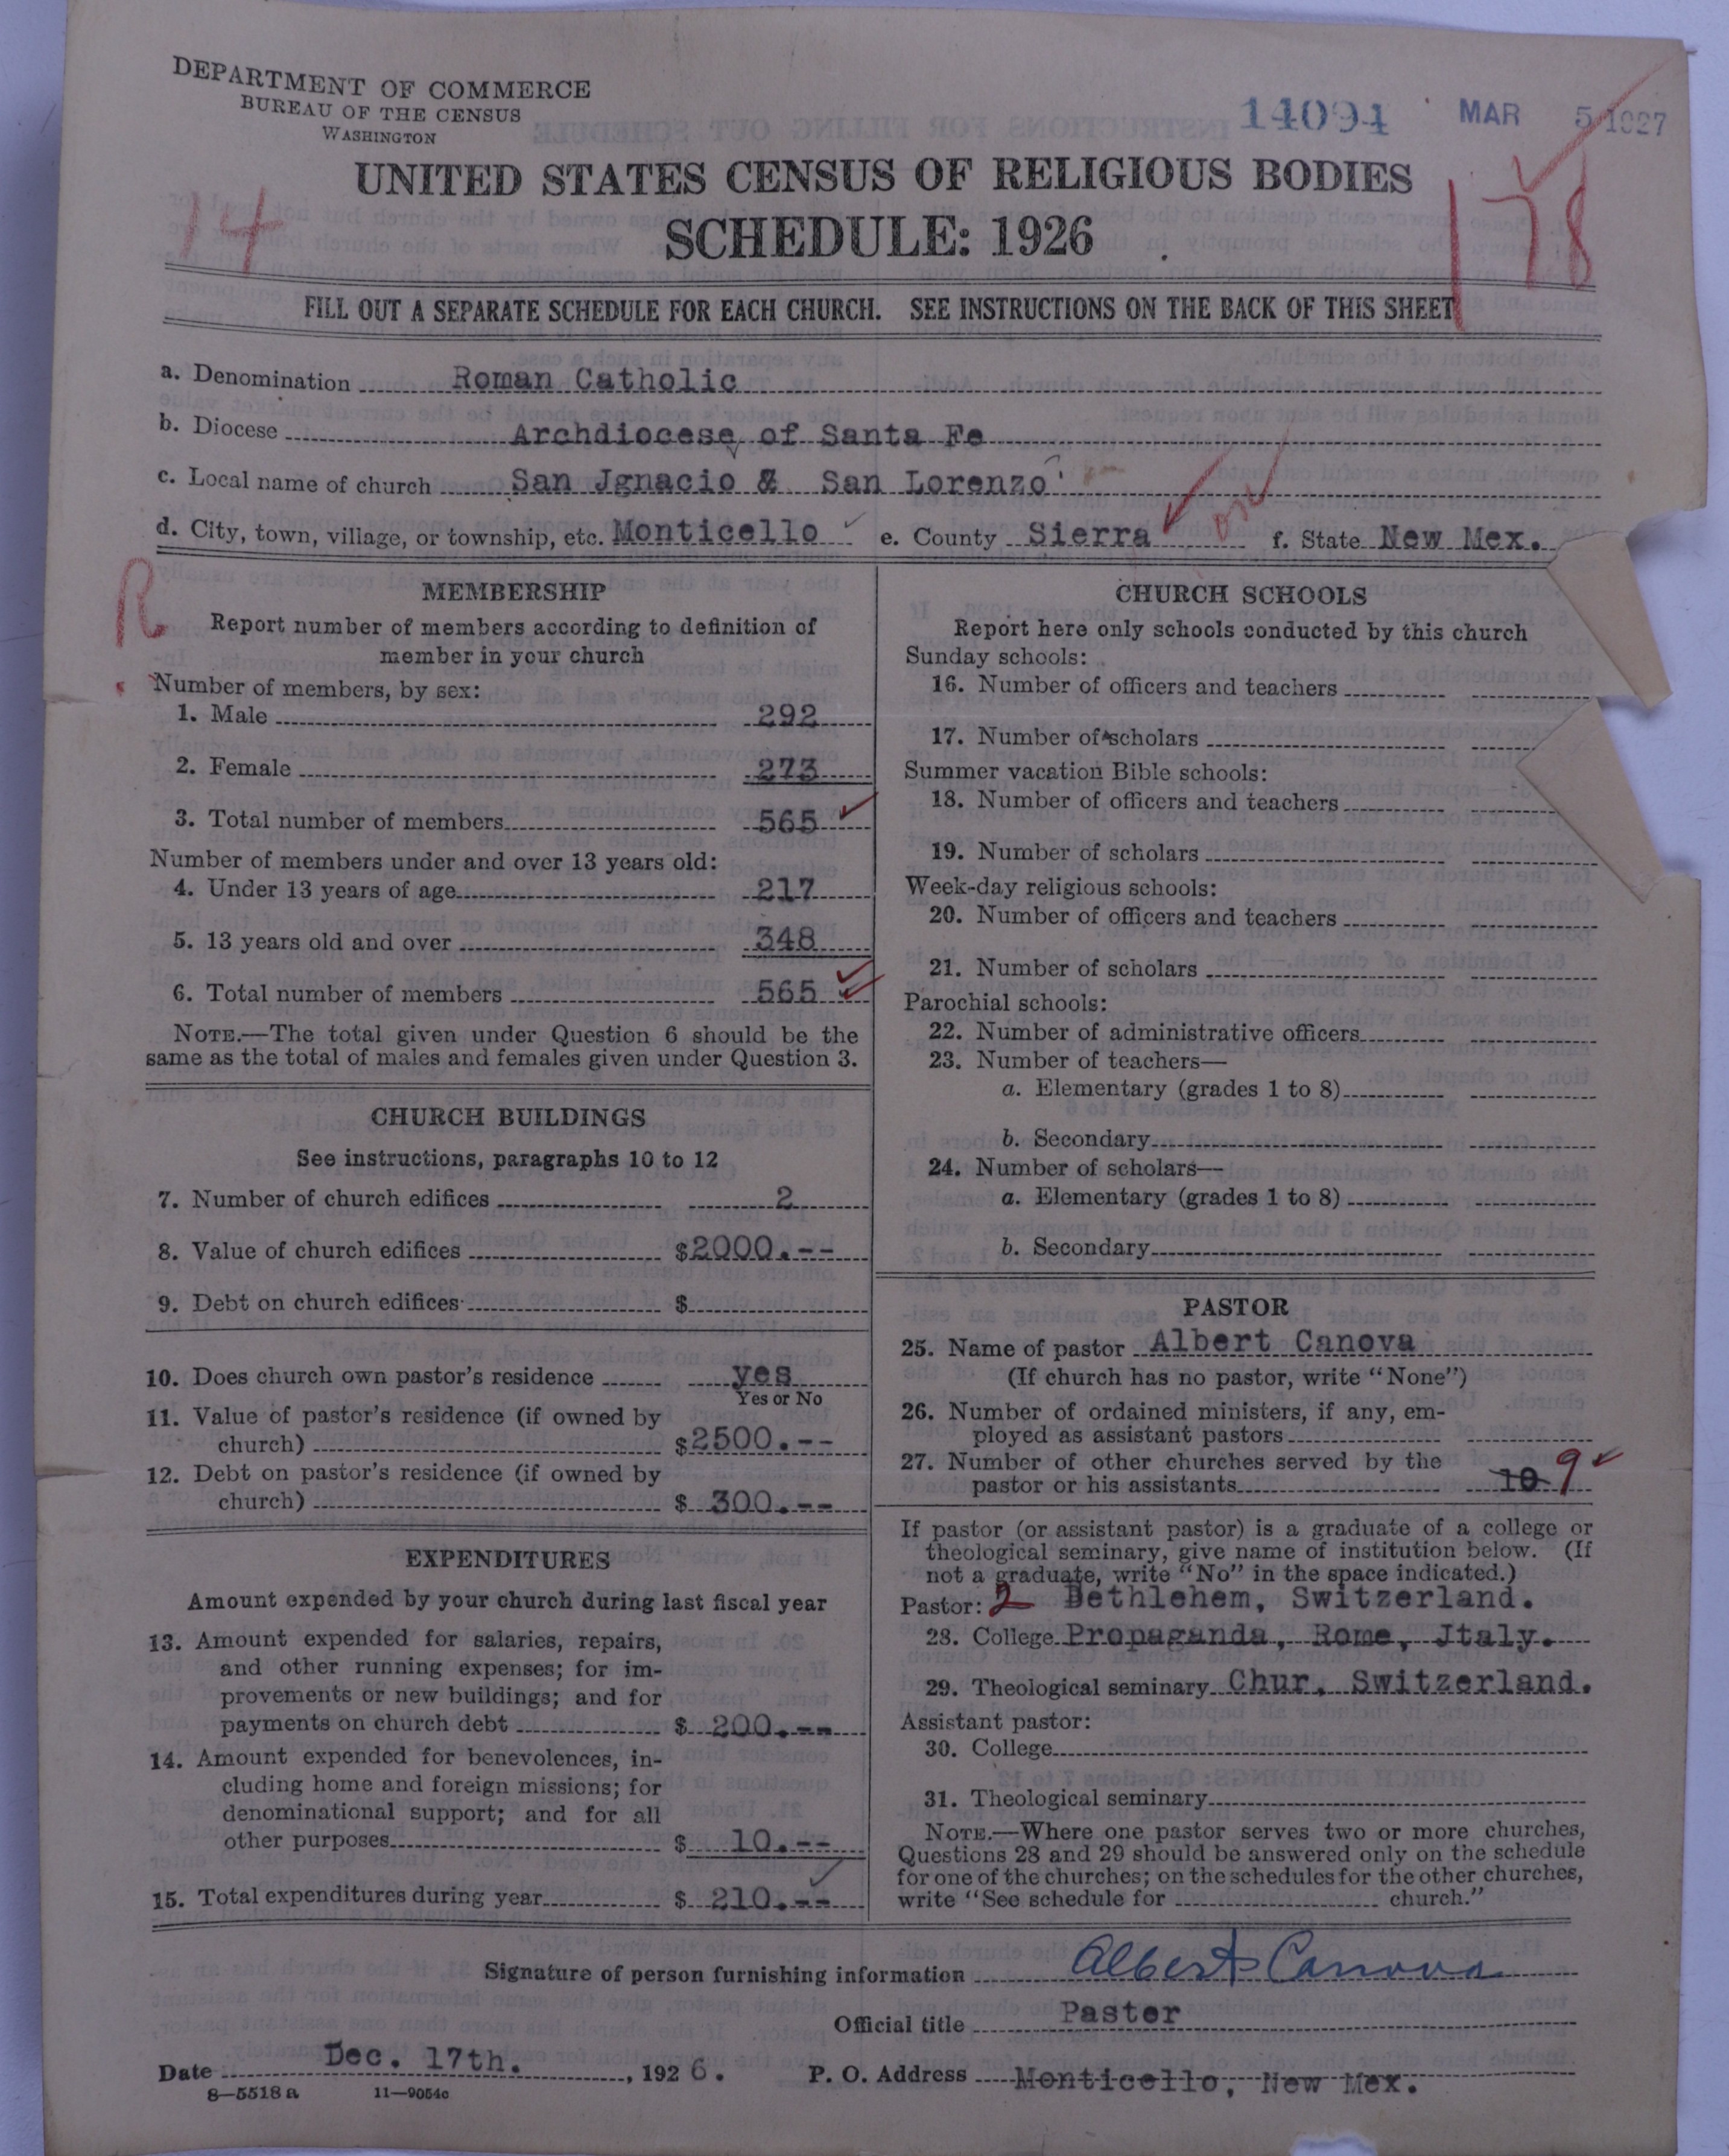 DEPARTMENT OF COMMERCE
BUREAU OF THE CENSUS
WASHINGTON
14094 MAR 5 1927
UNITED STATES CENSUS OF RELIGIOUS BODIES
SCHEDULE: 1926
14
178
FILL OUT A SEPARATE SCHEDULE FOR EACH CHURCH. SEE INSTRUCTIONS ON THE BACK OF THIS SHEET
a. Denomination Roman Catholic
b. Diocese Archdiocese of Santa Fe
c. Local name of church San Jgnacio & San Lorenzo
d. City, town, village, or township, etc. Monticello e. County Sierra f. State New Mex.
R
MEMBERSHIP
Report number of members according to definition of
member in your church
Number of members, by sex:
1. Male 292
2. Female 273
3. Total number of members 565
Number of members under and over 13 years old:
4. Under 13 years of age 217
5. 13 years old and over 348
6. Total number of members 565
NOTE.—The total given under Question 6 should be the
same as the total of males and females given under Question 3.
CHURCH BUILDINGS
See instructions, paragraphs 10 to 12
7. Number of church edifices 2
8. Value of church edifices $2000.--
9. Debt on church edifices $
10. Does church own pastor's residence yes
Yes or No
11. Value of pastor's residence (if owned by
church) $2500.--
12. Debt on pastor's residence (if owned by
church) $ 300.--
EXPENDITURES
Amount expended by your church during last fiscal year
13. Amount expended for salaries, repairs,
and other running expenses; for im-
provements or new buildings; and for
payments on church debt $ 200.--
14. Amount expended for benevolences, in-
cluding home and foreign missions; for
denominational support; and for all
other purposes $ 10.--
15. Total expenditures during year $ 210.--
CHURCH SCHOOLS
Report here only schools conducted by this church
Sunday schools:
16. Number of officers and teachers
17. Number of scholars
Summer vacation Bible schools:
18. Number of officers and teachers
19. Number of scholars
Week-day religious schools:
20. Number of officers and teachers
21. Number of scholars
Parochial schools:
22. Number of administrative officers
23. Number of teachers—
a. Elementary (grades 1 to 8)
b. Secondary
24. Number of scholars—
a. Elementary (grades 1 to 8)
b. Secondary
PASTOR
25. Name of pastor Albert Canova
(If church has no pastor, write "None")
26. Number of ordained ministers, if any, em-
ployed as assistant pastors
27. Number of other churches served by the
pastor or his assistants 10 9
If pastor (or assistant pastor) is a graduate of a college or
theological seminary, give name of institution below. (If
not a graduate, write "No" in the space indicated.)
Pastor: 2 Bethlehem, Switzerland.
28. College Propaganda, Rome, Jtaly.
29. Theological seminary Chur, Switzerland.
Assistant pastor:
30. College
31. Theological seminary
NOTE.—Where one pastor serves two or more churches,
Questions 28 and 29 should be answered only on the schedule
for one of the churches; on the schedules for the other churches,
write "See schedule for church."
Signature of person furnishing information Albert Canova
Official title Paster
Date Dec. 17th., 1926. P. O. Address Monticello, New Mex.
8—5518 a 11—9054c